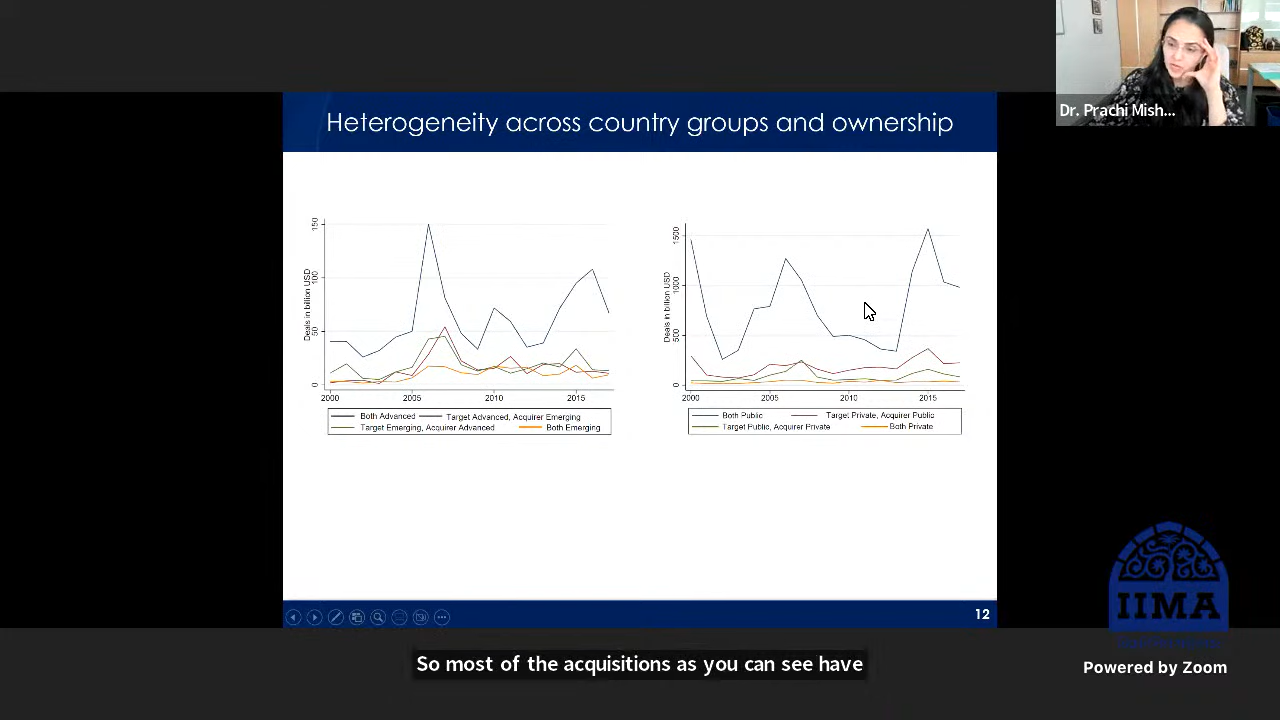 Dr. Prachi Mish...
Heterogeneity across country groups and ownership
Deals in billion USD
150
100
50
0
2000 2005 2010 2015
Both Advanced Target Advanced, Acquirer Emerging
Target Emerging, Acquirer Advanced Both Emerging
Deals in billion USD
1500
1000
500
0
2000 2005 2010 2015
Both Public Target Private, Acquirer Public
Target Public, Acquirer Private Both Private
12
IIMA
So most of the acquisitions as you can see have
Powered by Zoom